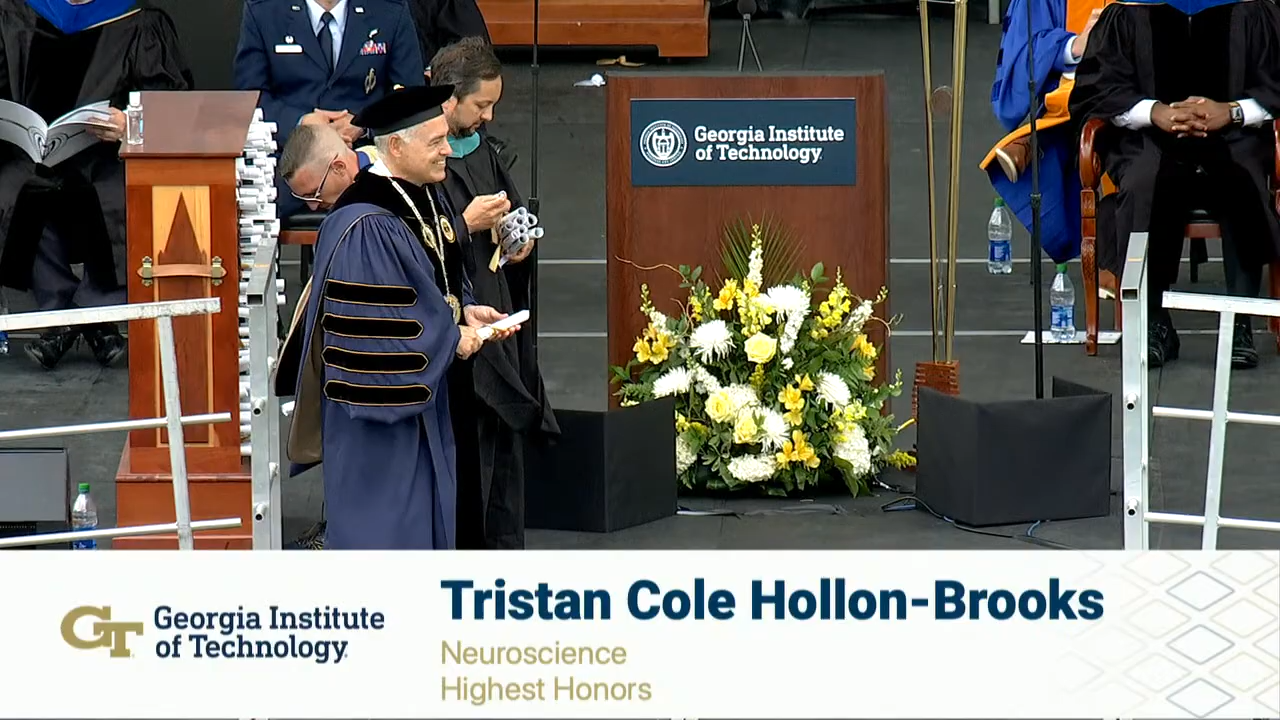 Georgia Institute
of Technology
GT
Georgia Institute
of Technology
Tristan Cole Hollon-Brooks
Neuroscience
Highest Honors